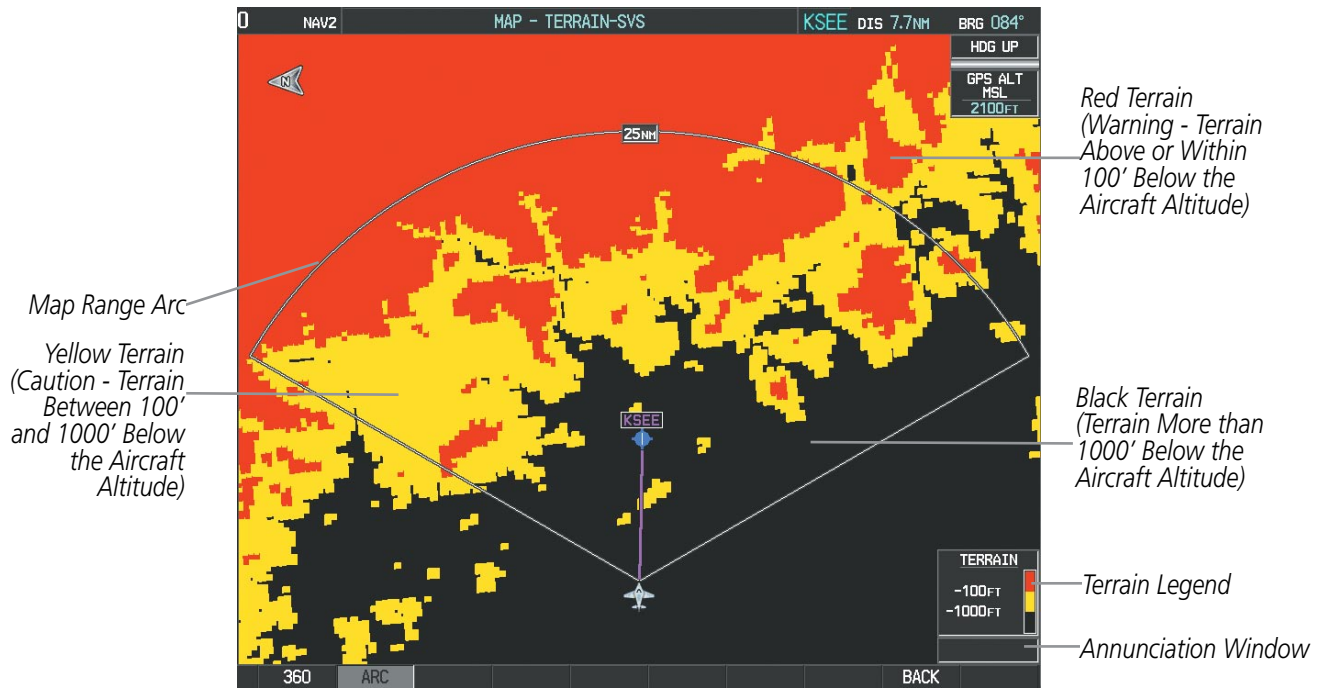 0 NAV2 MAP - TERRAIN-SVS KSEE DIS 7.7NM BRG 084°
HDG UP
N
GPS ALT
MSL
2100FT
25NM
Red Terrain
(Warning - Terrain
Above or Within
100' Below the
Aircraft Altitude)
Map Range Arc
Yellow Terrain
(Caution - Terrain
Between 100'
and 1000' Below
the Aircraft
Altitude)
KSEE
Black Terrain
(Terrain More than
1000' Below the
Aircraft Altitude)
TERRAIN
-100FT
-1000FT
Terrain Legend
Annunciation Window
360 ARC BACK